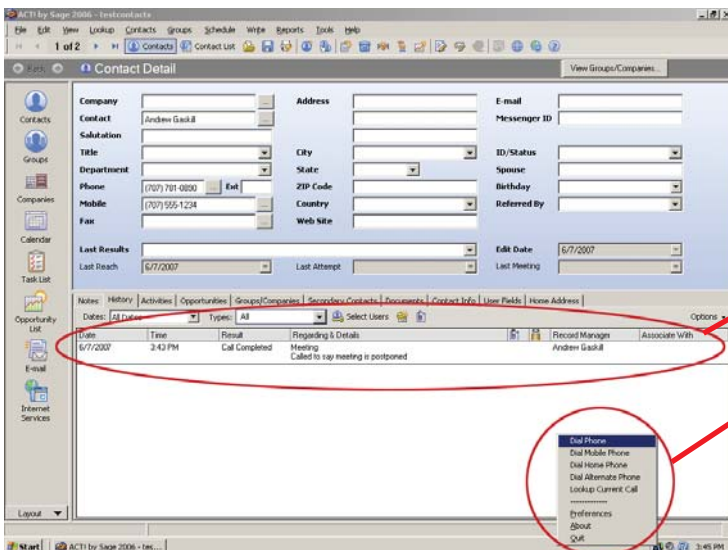 ACT! by Sage 2006 - testcontacts
File Edit View Lookup Contacts Groups Schedule Write Reports Tools Help
1 of 2 Contacts Contact List
Back Contact Detail View Groups/Companies...
Contacts
Groups
Companies
Calendar
Task List
Opportunity List
E-mail
Internet Services
Layout
Company Address E-mail
Contact Andrew Gaskill Messenger ID
Salutation
Title City ID/Status
Department State Spouse
Phone (707) 781-0890 Ext ZIP Code Birthday
Mobile (707) 555-1234 Country Referred By
Fax Web Site
Last Results Edit Date 6/7/2007
Last Reach 6/7/2007 Last Attempt Last Meeting
Notes History Activities Opportunities Groups/Companies Secondary Contacts Documents Contact Info User Fields Home Address
Dates: All Dates Types: All Select Users Options
Date Time Result Regarding & Details Record Manager Associate With
6/7/2007 3:43 PM Call Completed Meeting Andrew Gaskill
Called to say meeting is postponed
Dial Phone
Dial Mobile Phone
Dial Home Phone
Dial Alternate Phone
Lookup Current Call
-------------
Preferences
About
Quit
Start ACT! by Sage 2006 - tes... 3:45 PM